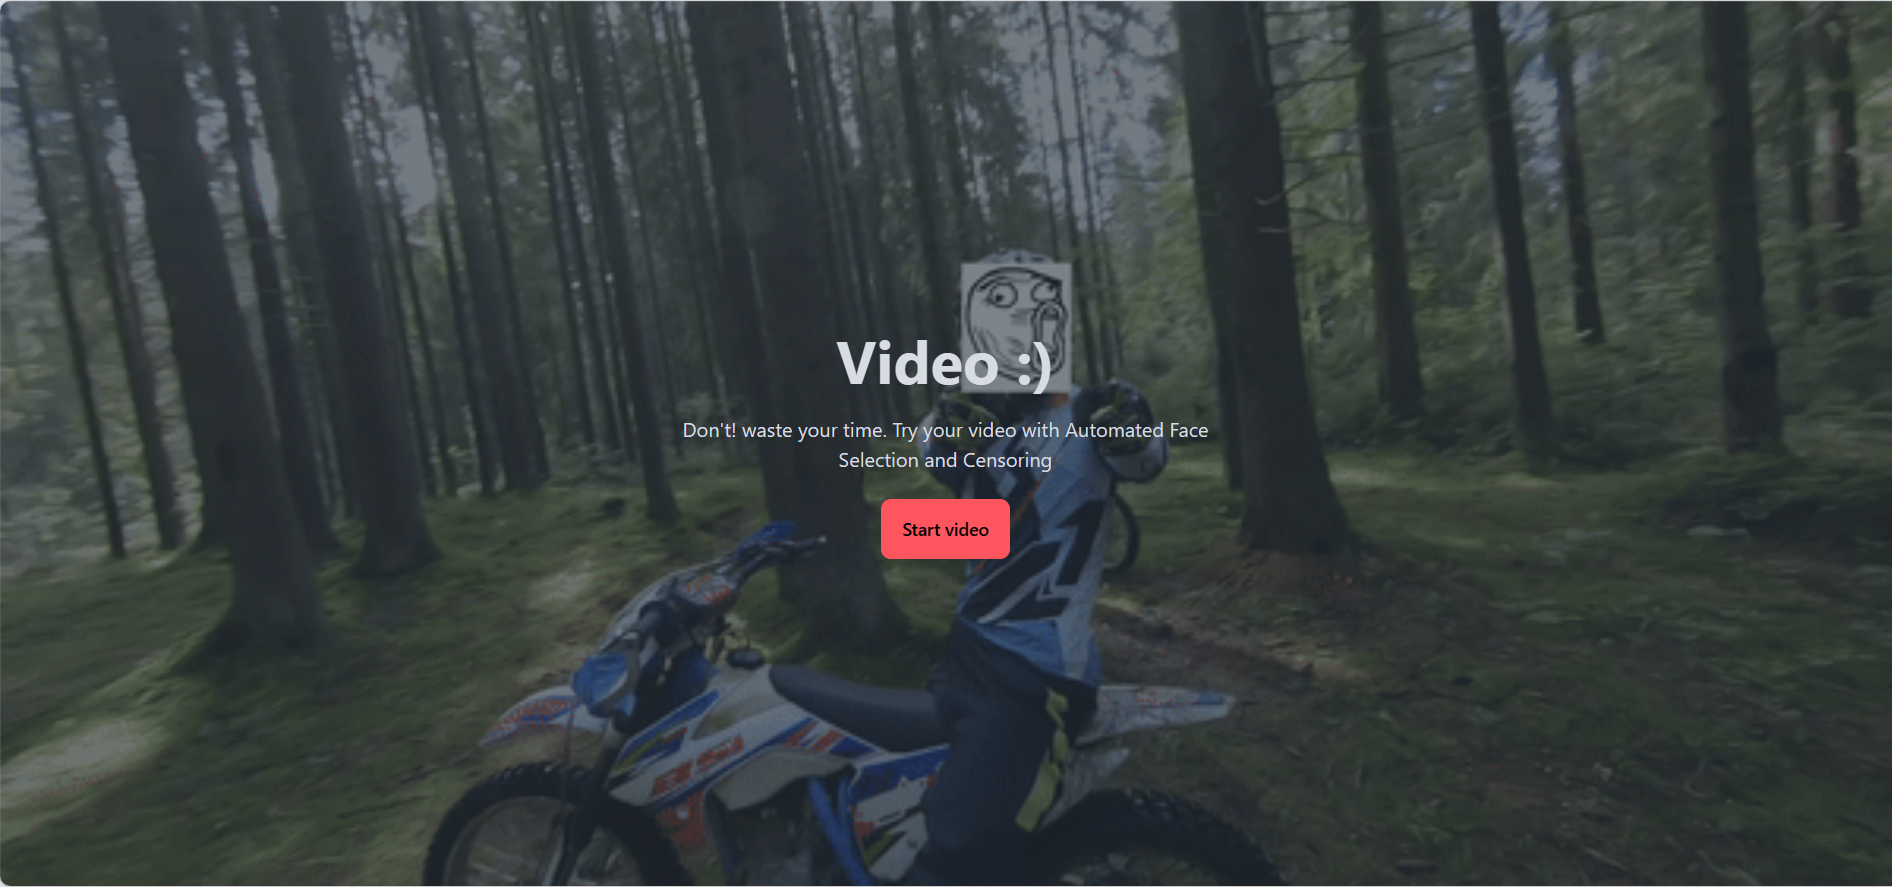 Video :)
Don't! waste your time. Try your video with Automated Face
Selection and Censoring
Start video